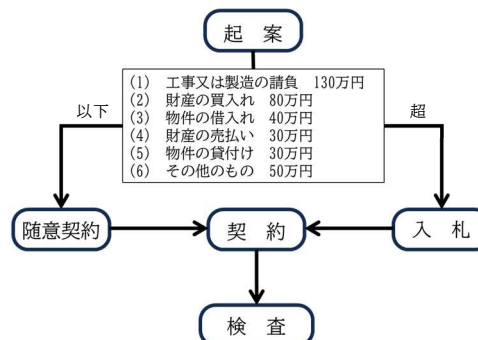 起　案
(1)　工事又は製造の請負　130万円
(2)　財産の買入れ　80万円
(3)　物件の借入れ　40万円
(4)　財産の売払い　30万円
(5)　物件の貸付け　30万円
(6)　その他のもの　50万円
以下
超
随意契約
契　約
入　札
検　査